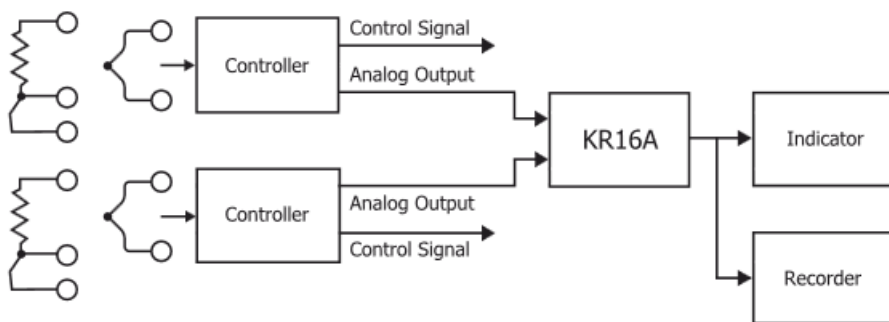 Control Signal
Controller
Analog Output
KR16A
Indicator
Controller
Analog Output
Control Signal
Recorder